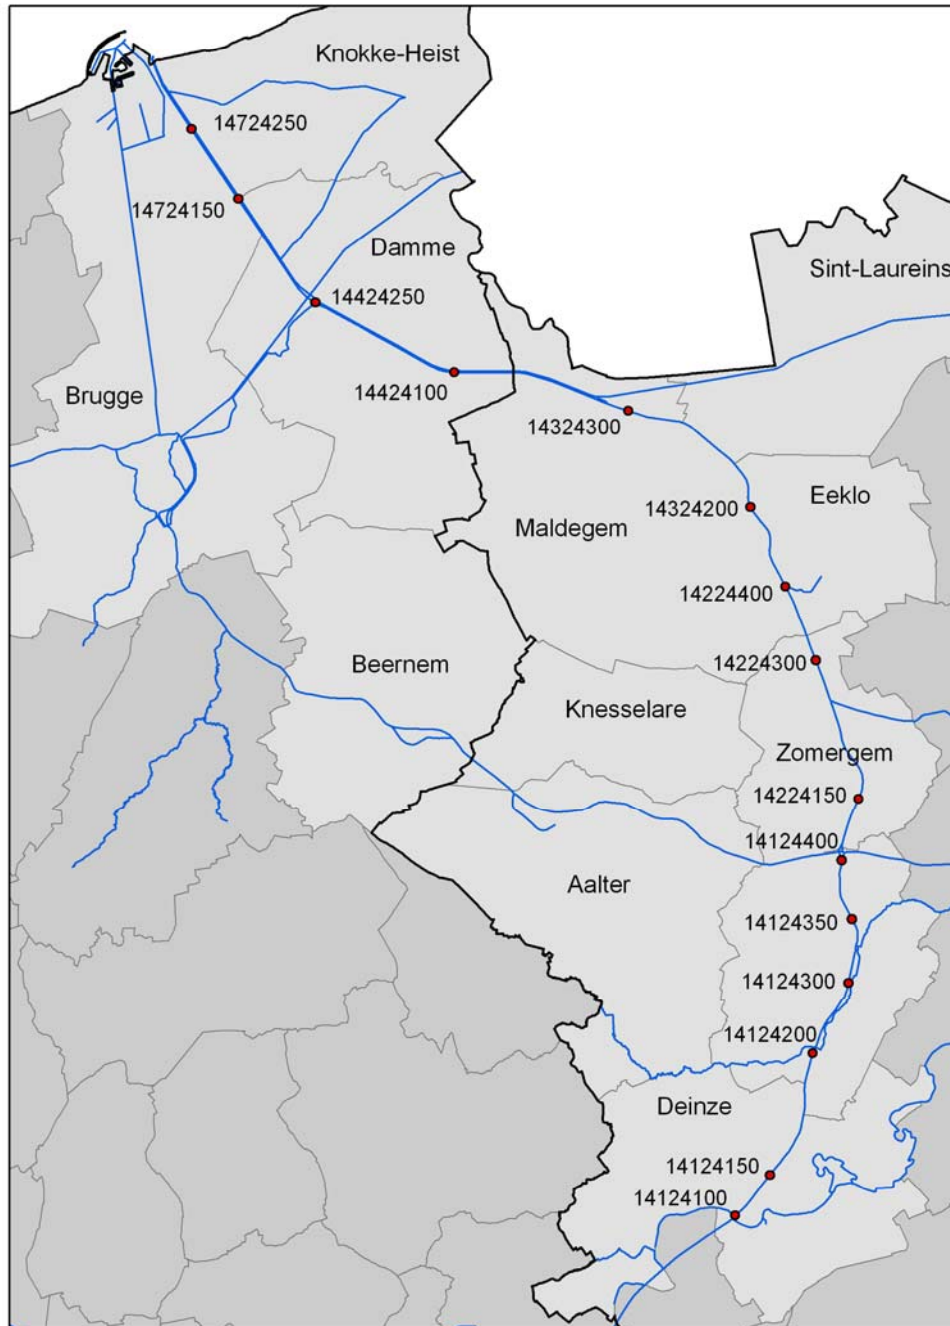 Knokke-Heist
14724250
14724150
Damme
Sint-Laureins
14424250
14424100
Brugge
14324300
Eeklo
14324200
Maldegem
14224400
Beernem
14224300
Knesselare
Zomergem
14224150
14124400
Aalter
14124350
14124300
14124200
Deinze
14124150
14124100